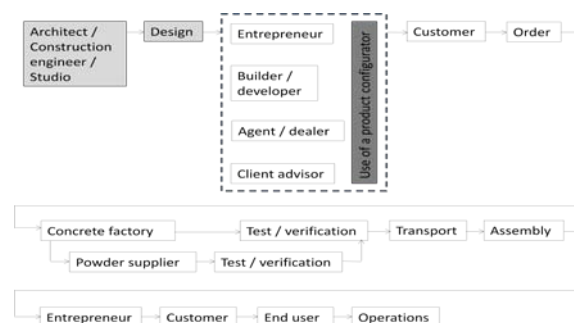 Architect /
Construction
engineer /
Studio
Design
Entrepreneur
Builder /
developer
Agent / dealer
Client advisor
Use of a product configurator
Customer
Order
Concrete factory
Test / verification
Transport
Assembly
Powder supplier
Test / verification
Entrepreneur
Customer
End user
Operations